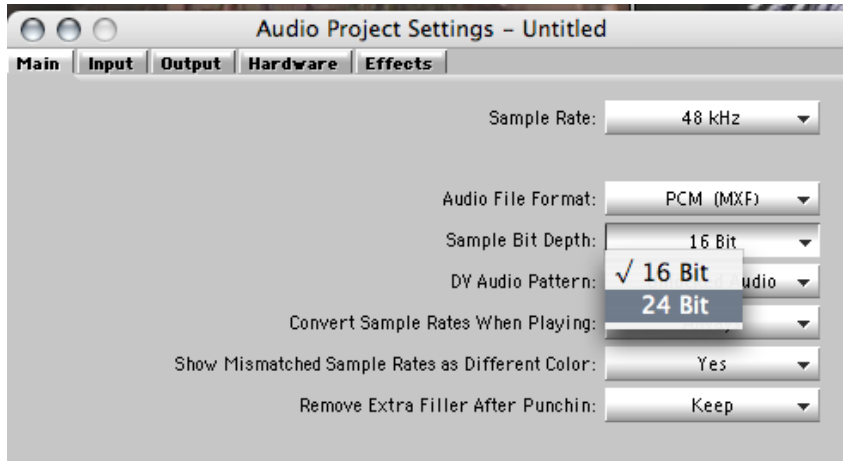 Audio Project Settings – Untitled
Main Input Output Hardware Effects
Sample Rate: 48 kHz
Audio File Format: PCM (MXF)
Sample Bit Depth: 16 Bit
√ 16 Bit
DV Audio Pattern: Audio
24 Bit
Convert Sample Rates When Playing:
Show Mismatched Sample Rates as Different Color: Yes
Remove Extra Filler After Punchin: Keep